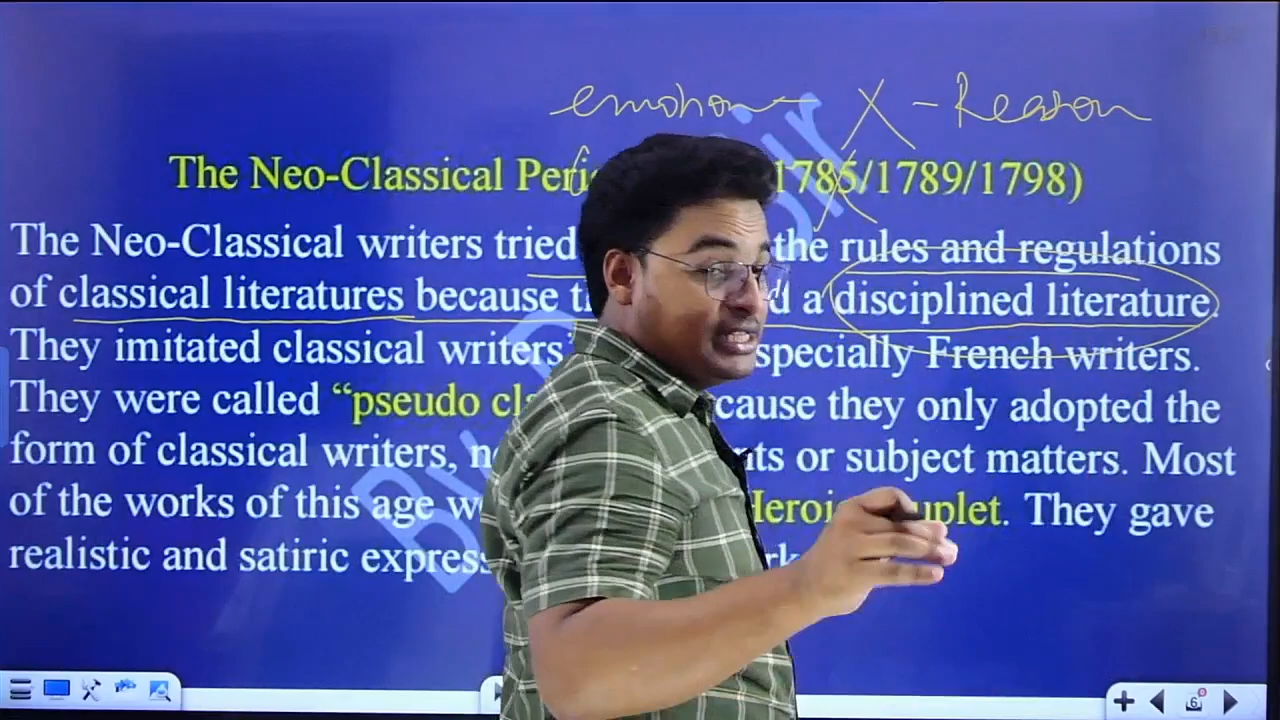 emotion X - Reason
The Neo-Classical Peri 1785/1789/1798)
The Neo-Classical writers tried the rules and regulations
of classical literatures because a disciplined literature.
They imitated classical writers' specially French writers.
They were called “pseudo cl cause they only adopted the
form of classical writers, or subject matters. Most
of the works of this age Heroi uplet. They gave
realistic and satiric express